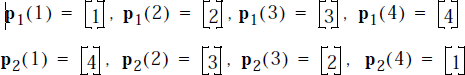 p₁(1) = [1], p₁(2) = [2], p₁(3) = [3], p₁(4) = [4]
p₂(1) = [4], p₂(2) = [3], p₂(3) = [2], p₂(4) = [1]